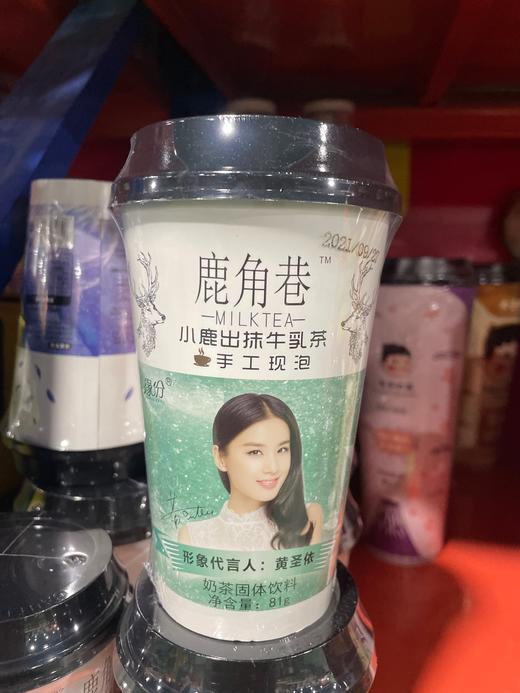 2021/09/2
鹿角巷™
MILKTEA
小鹿出抹牛乳茶
手工现泡
缘份®
形象代言人：黄圣依
奶茶固体饮料
净含量：81g